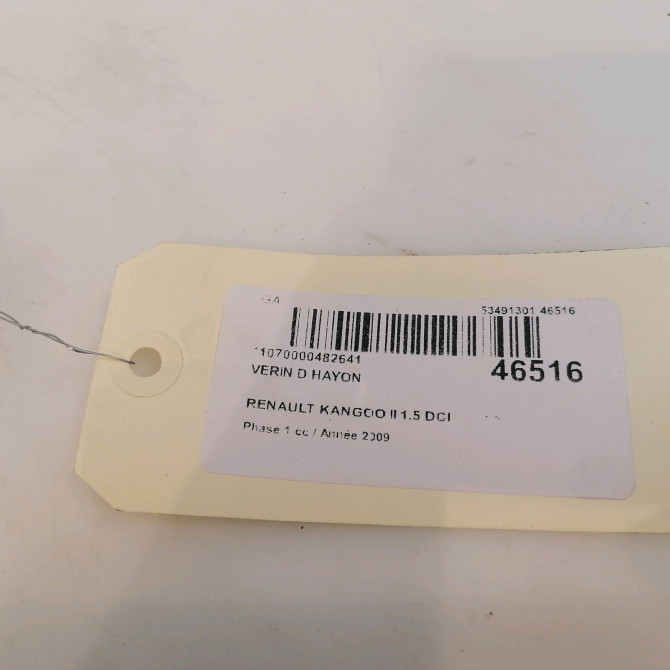 GA 53491301 46516
*1070000482641
VERIN D HAYON 46516
RENAULT KANGOO II 1.5 DCI
Phase 1 cc / Année 2009